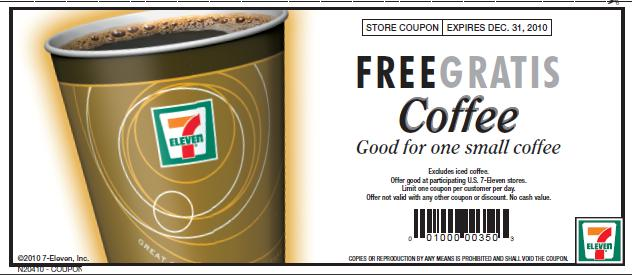 STORE COUPON EXPIRES DEC. 31, 2010
FREEGRATIS
Coffee
Good for one small coffee
Excludes iced coffee.
Offer good at participating U.S. 7-Eleven stores.
Limit one coupon per customer per day.
Offer not valid with any other coupon or discount. No cash value.
0 01000 00350 3
7
ELEVEN
GREAT
7
ELEVEN
©2010 7-Eleven, Inc.
COPIES OR REPRODUCTION BY ANY MEANS IS PROHIBITED AND SHALL VOID THE COUPON.
N20410 - COUPON